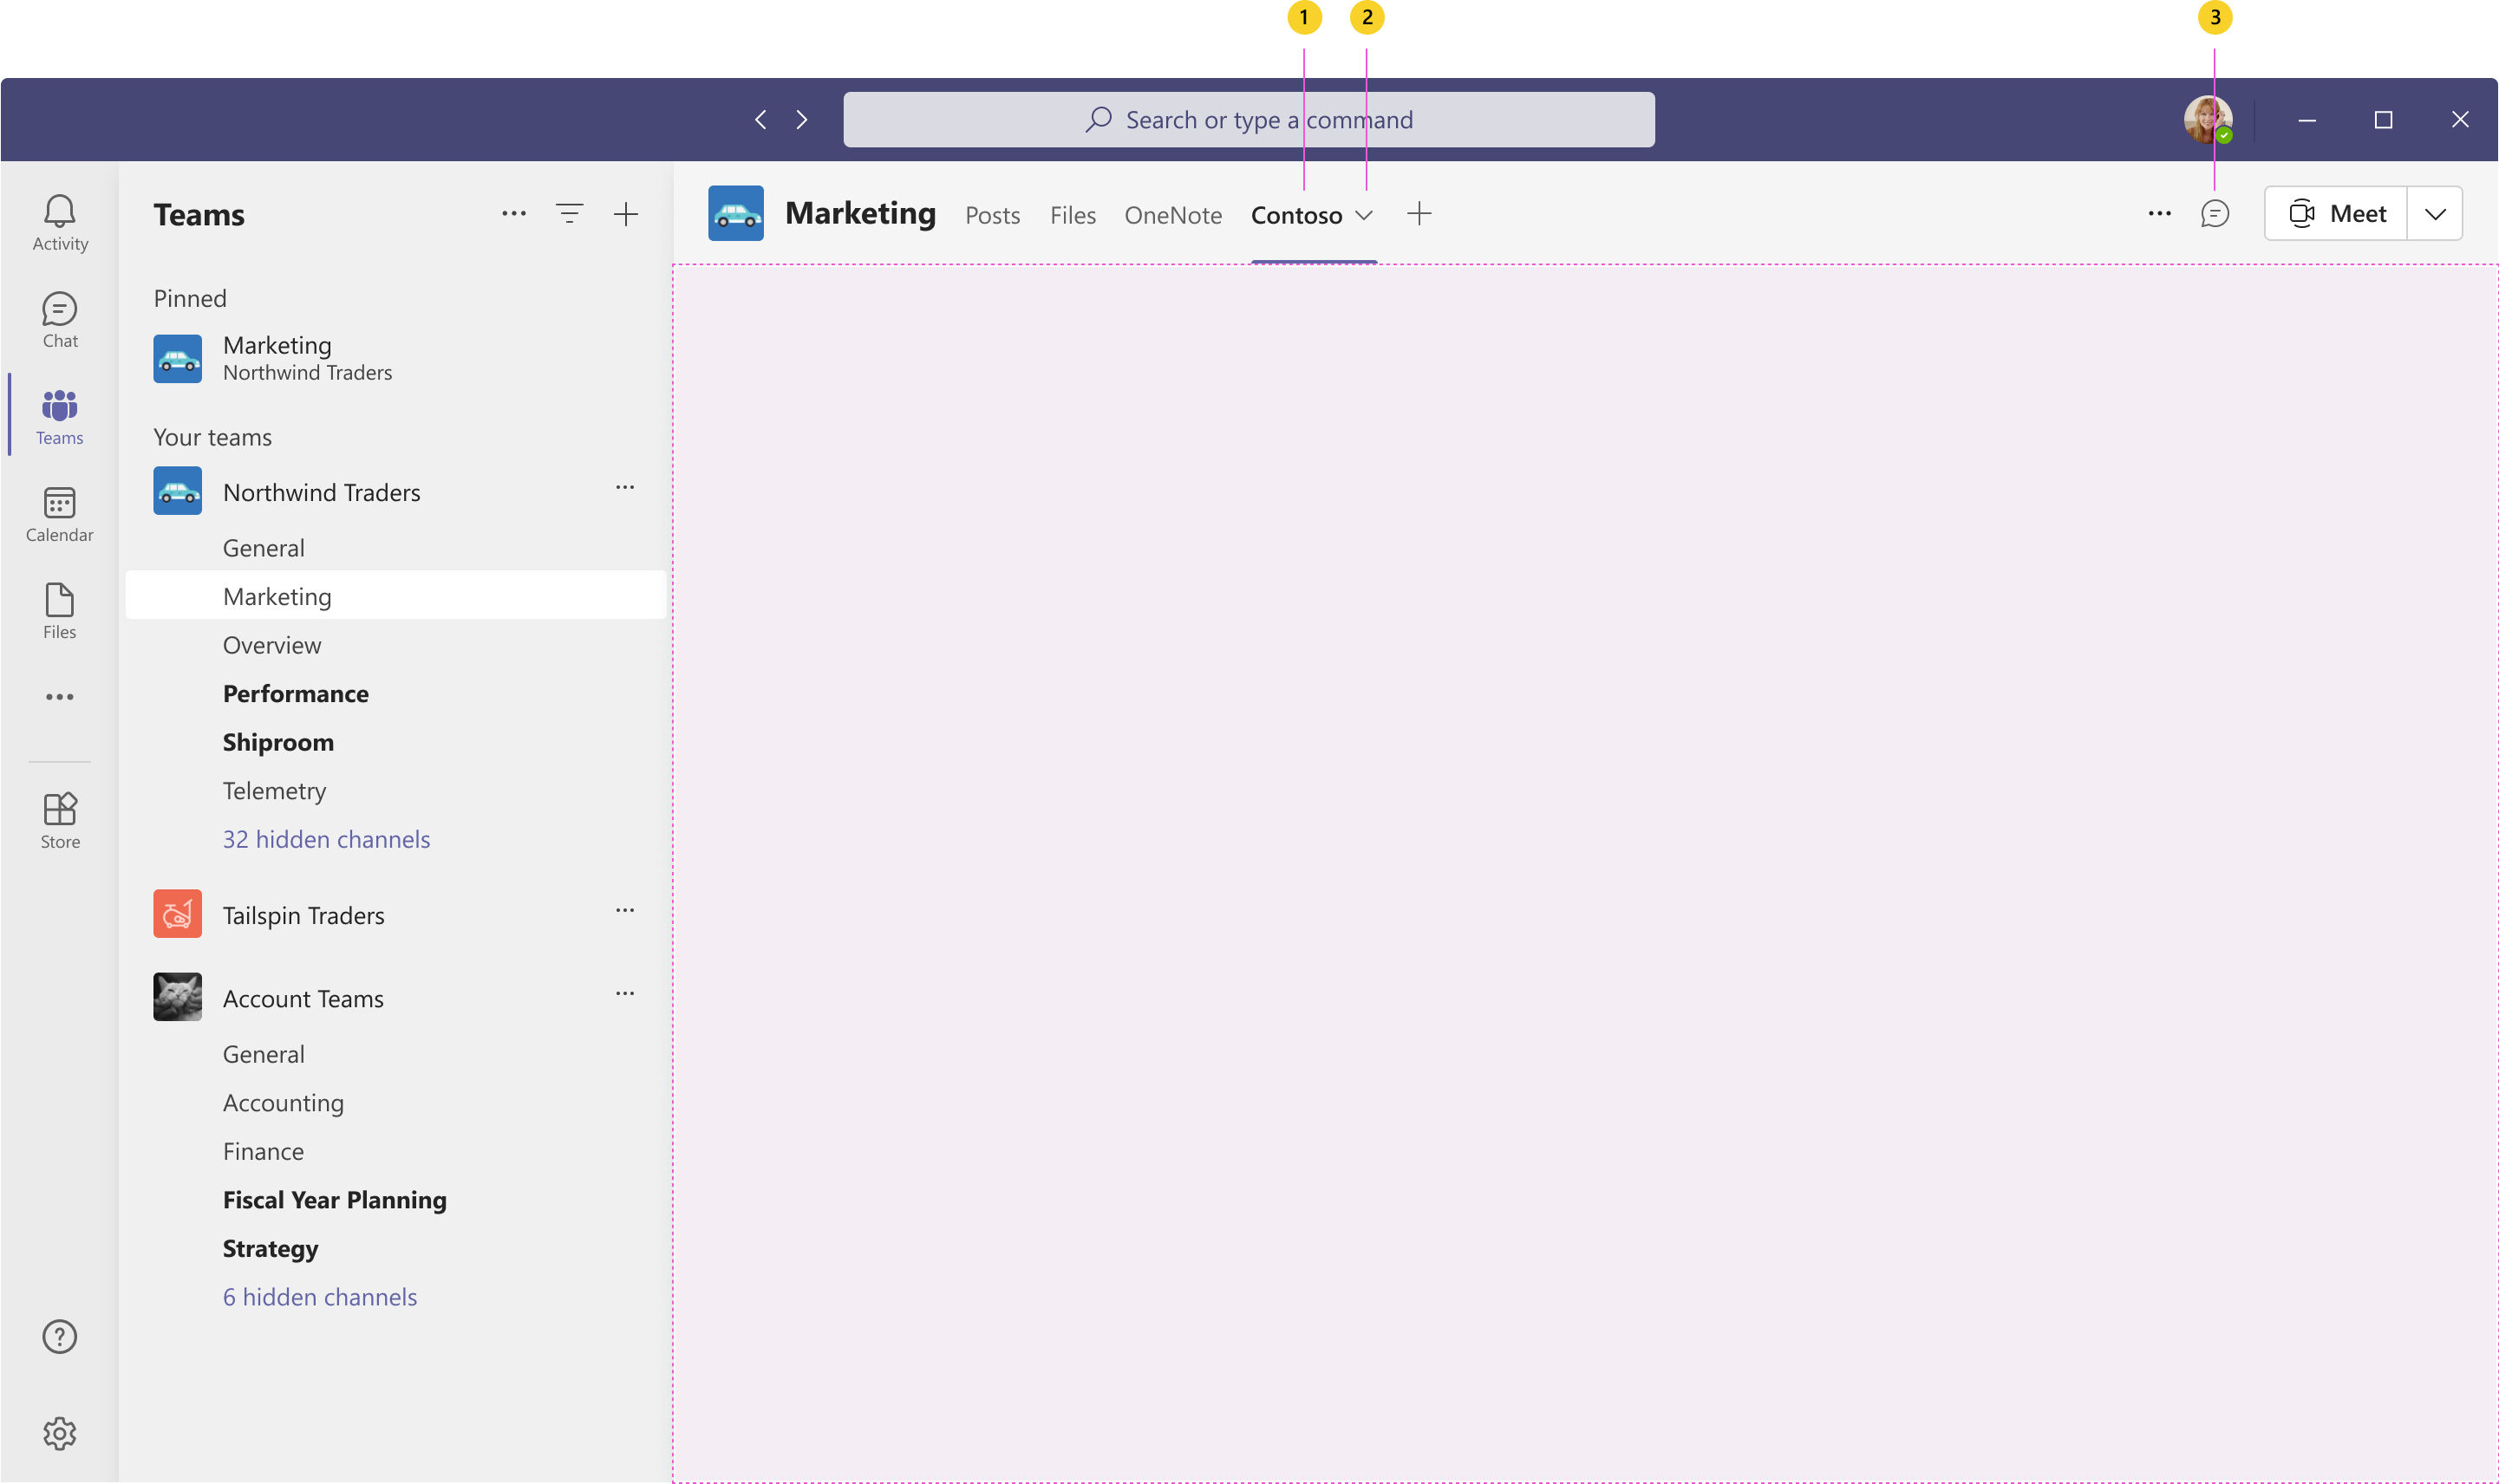 1 2 3
Search or type a command
Activity
Chat
Teams
Calendar
Files
Store
Teams
Pinned
Marketing
Northwind Traders
Your teams
Northwind Traders
General
Marketing
Overview
Performance
Shiproom
Telemetry
32 hidden channels
Tailspin Traders
Account Teams
General
Accounting
Finance
Fiscal Year Planning
Strategy
6 hidden channels
Marketing Posts Files OneNote Contoso Meet